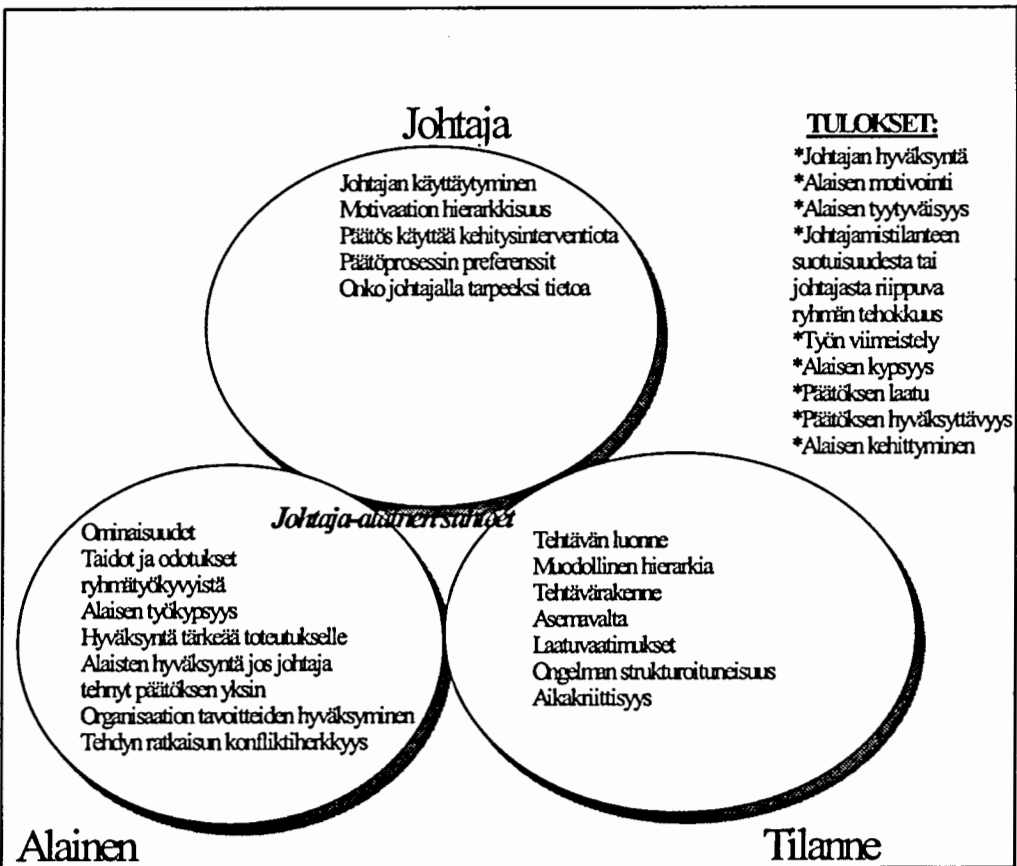 Johtaja
Johtajan käyttäytyminen
Motivaation hierarkkisuus
Päätös käyttää kehitysinterventiota
Päätöprosessin preferenssit
Onko johtajalla tarpeeksi tietoa
TULOKSET:
*Johtajan hyväksyntä
*Alaisen motivointi
*Alaisen tyytyväisyys
*Johtajamistilanteen
suotuisuudesta tai
johtajasta riippuva
ryhmän tehokkuus
*Työn viimeistely
*Alaisen kypsyys
*Päätöksen laatu
*Päätöksen hyväksyttävyys
*Alaisen kehittyminen
Johtaja-alainen suhteet
Ominaisuudet
Taidot ja odotukset
ryhmätyökyvyistä
Alaisen työkypsyys
Hyväksyntä tärkeää toteutukselle
Alaisten hyväksyntä jos johtaja
tehnyt päätöksen yksin
Organisaation tavoitteiden hyväksyminen
Tehdyn ratkaisun konfliktiherkkyys
Tehtävän luonne
Muodollinen hierarkia
Tehtävärakenne
Asemavalta
Laatuvaatimukset
Ongelman strukturoituneisuus
Aikakriittisyys
Alainen
Tilanne